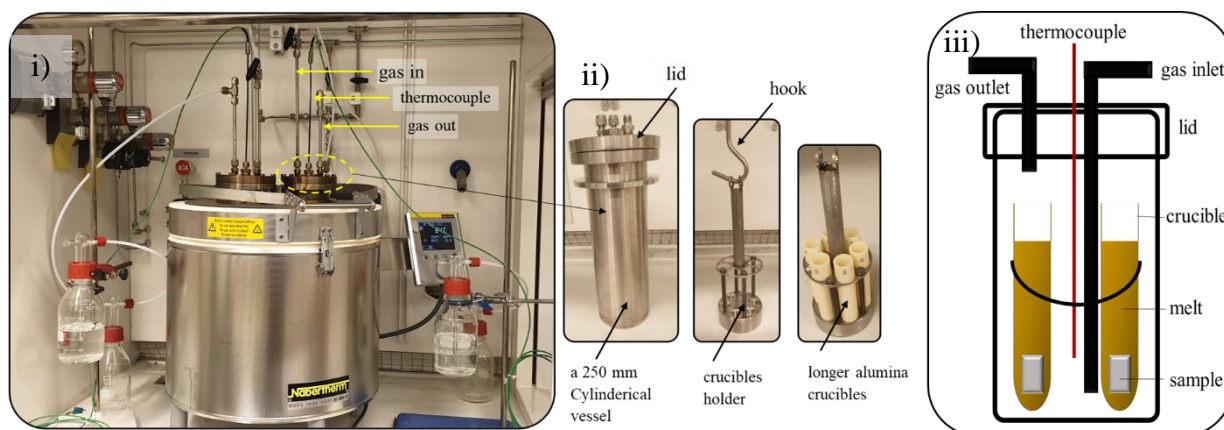 i)
gas in
thermocouple
gas out
Nabertherm
ii)
lid
hook
a 250 mm
Cylinderical
vessel
crucibles
holder
longer alumina
crucibles
iii)
thermocouple
gas outlet
gas inlet
lid
crucible
melt
sample